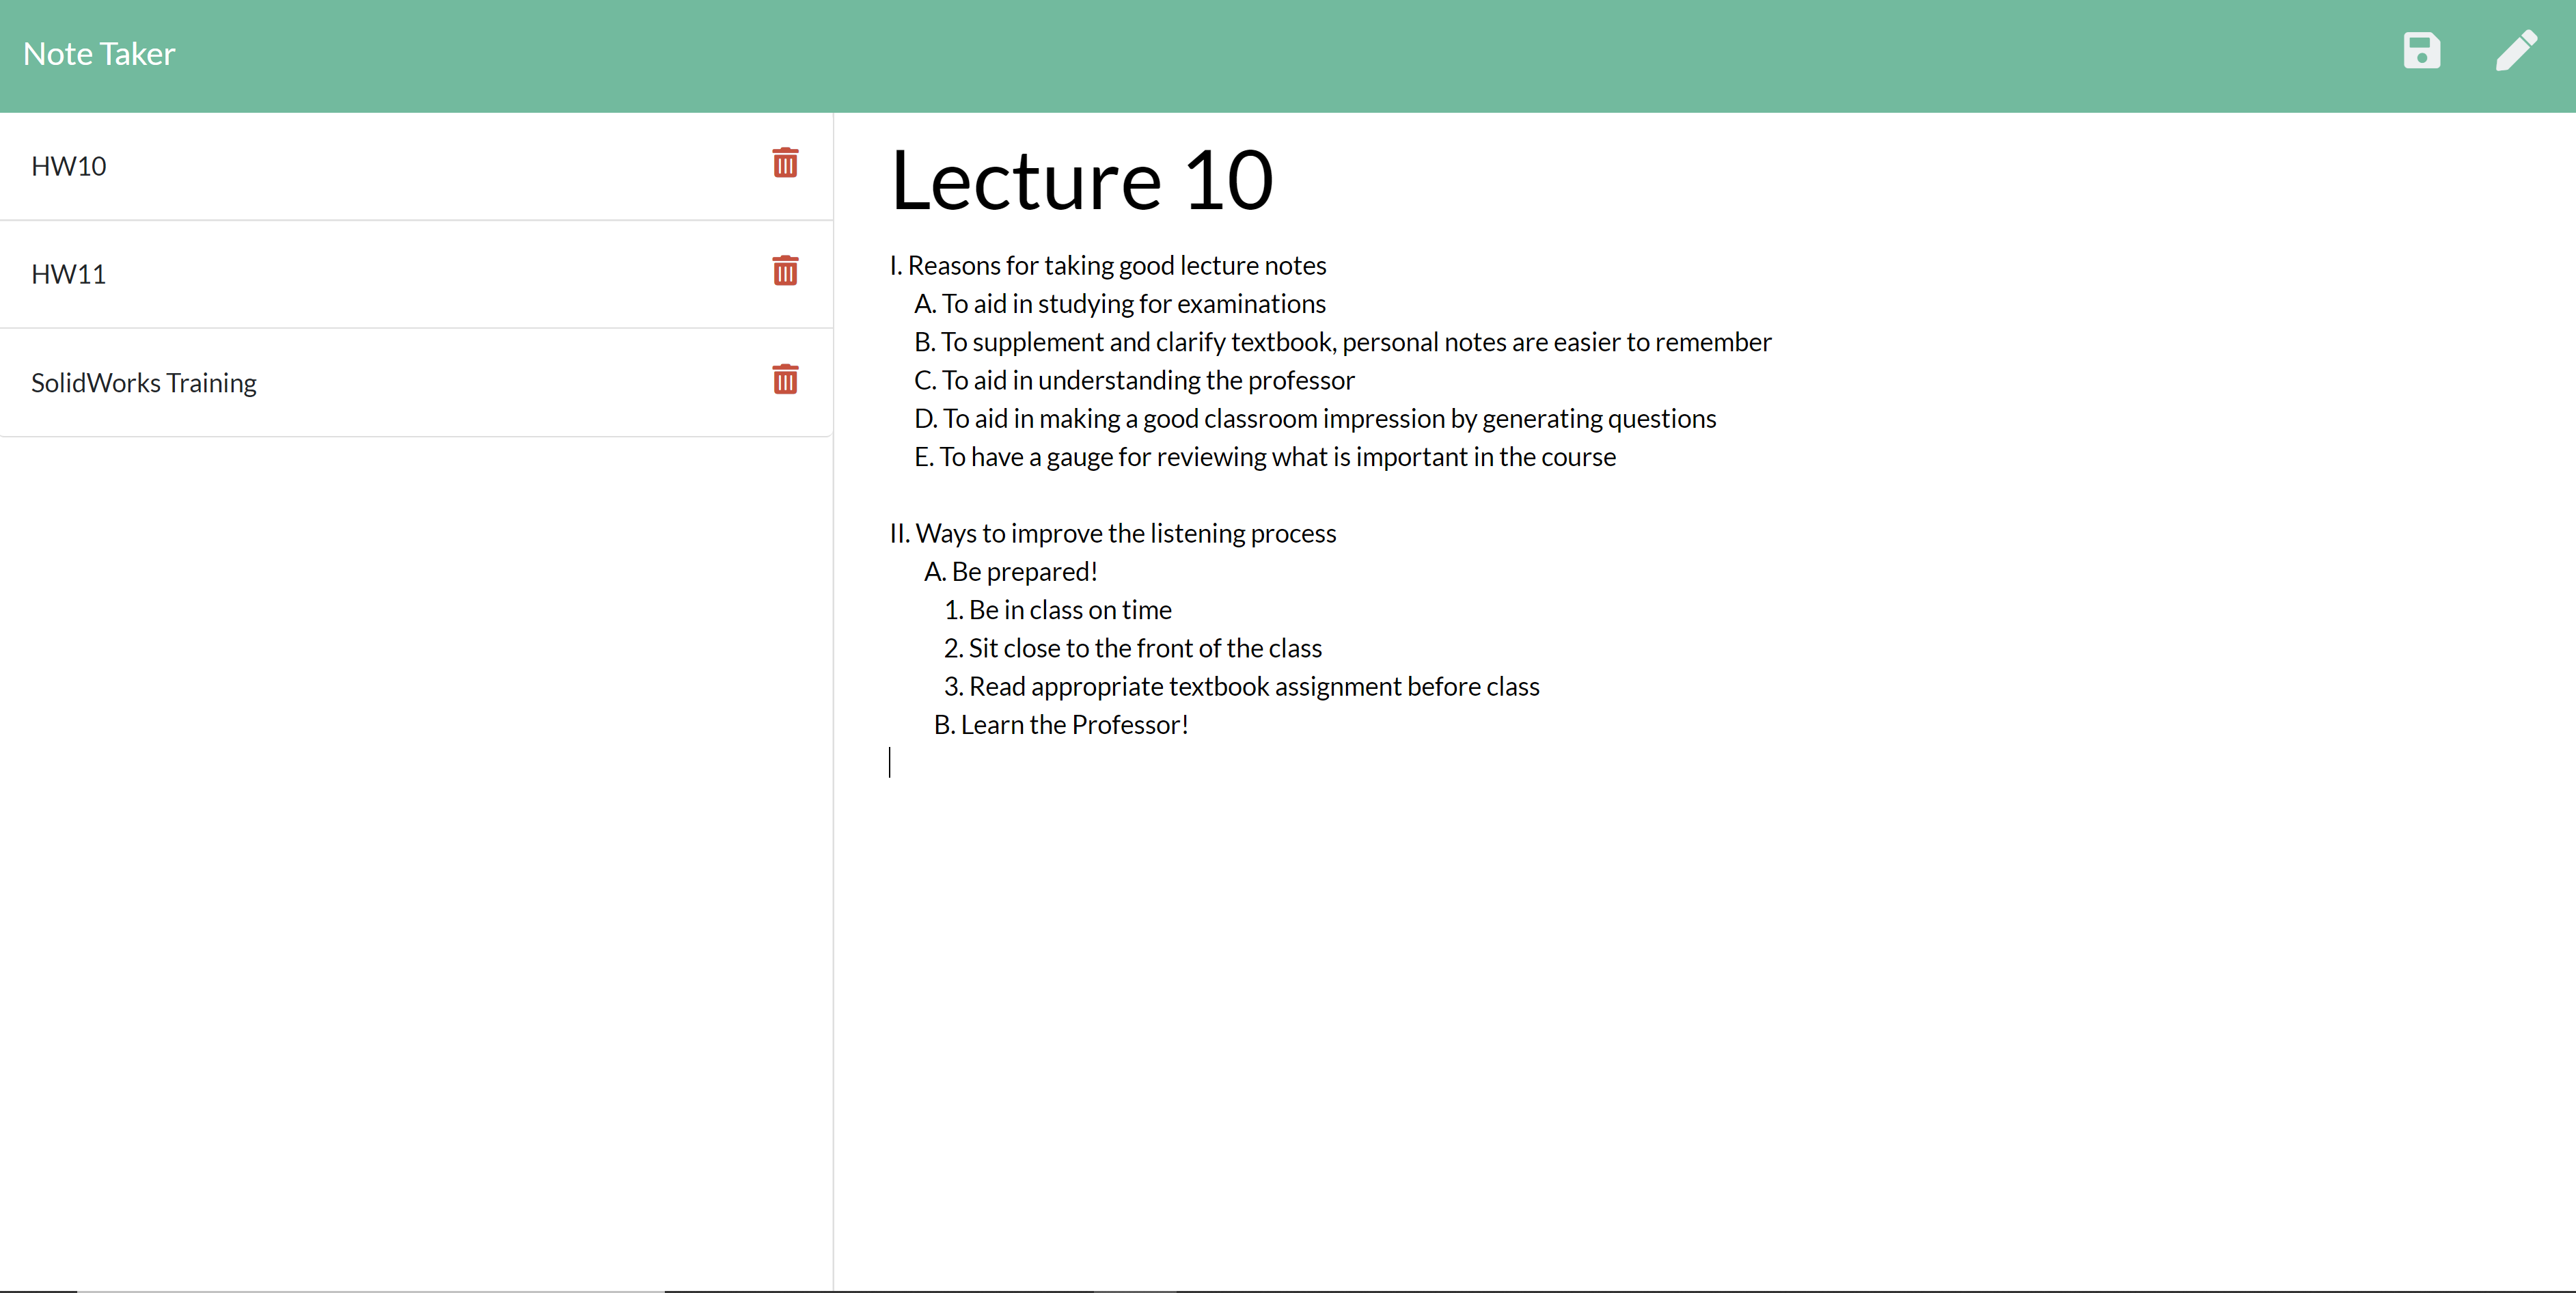 Note Taker
HW10
HW11
SolidWorks Training
Lecture 10
I. Reasons for taking good lecture notes
A. To aid in studying for examinations
B. To supplement and clarify textbook, personal notes are easier to remember
C. To aid in understanding the professor
D. To aid in making a good classroom impression by generating questions
E. To have a gauge for reviewing what is important in the course
II. Ways to improve the listening process
A. Be prepared!
1. Be in class on time
2. Sit close to the front of the class
3. Read appropriate textbook assignment before class
B. Learn the Professor!